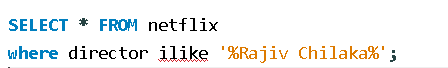 SELECT * FROM netflix
where director ilike '%Rajiv Chilaka%';